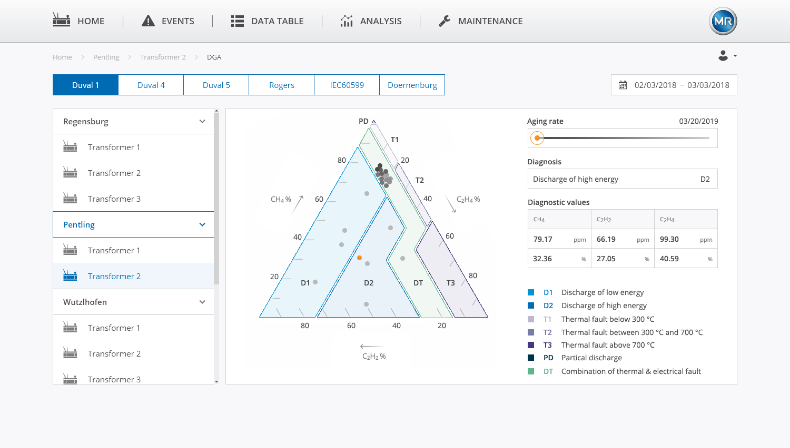 HOME
EVENTS
DATA TABLE
ANALYSIS
MAINTENANCE
MR
Home > Pentling > Transformer 2 > DGA
Duval 1
Duval 4
Duval 5
Rogers
IEC60599
Doernenburg
02/03/2018 – 03/03/2018
Regensburg
Transformer 1
Transformer 2
Transformer 3
Pentling
Transformer 1
Transformer 2
Wutzlhofen
Transformer 1
Transformer 2
Transformer 3
PD
T1
80
20
T2
CH₄ %
60
40
C₂H₄ %
40
60
20
80
D1
D2
DT
T3
80
60
40
20
C₂H₂ %
Aging rate
03/20/2019
Diagnosis
Discharge of high energy
D2
Diagnostic values
C₂H₂
C₂H₄
79.17 ppm
66.19 ppm
99.30 ppm
32.36 %
27.05 %
40.59 %
D1 Discharge of low energy
D2 Discharge of high energy
T1 Thermal fault below 300 °C
T2 Thermal fault between 300 °C and 700 °C
T3 Thermal fault above 700 °C
PD Partical discharge
DT Combination of thermal & electrical fault